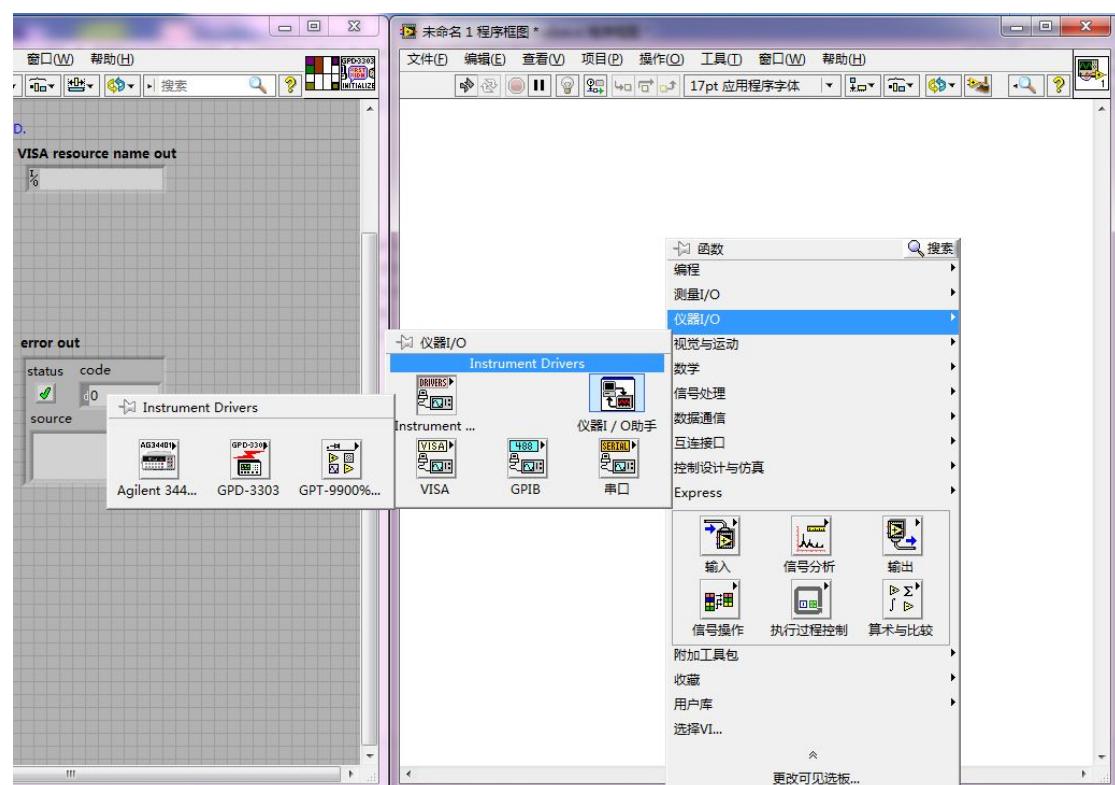 窗口(W) 帮助(H)
搜索
GPD-3303
INITIALIZE
D.
VISA resource name out
error out
status code
0
source
未命名 1 程序框图 *
文件(F) 编辑(E) 查看(V) 项目(P) 操作(O) 工具(T) 窗口(W) 帮助(H)
17pt 应用程序字体
1
函数 搜索
编程
测量I/O
仪器I/O
视觉与运动
数学
信号处理
数据通信
互连接口
控制设计与仿真
Express
输入 信号分析 输出
信号操作 执行过程控制 算术与比较
附加工具包
收藏
用户库
选择VI...
更改可见选板...
仪器I/O
Instrument Drivers
DRIVERS
Instrument ... 仪器I / O助手
VISA 488 SERIAL
VISA GPIB 串口
Instrument Drivers
AG34401 GPD-330
Agilent 344... GPD-3303 GPT-9900%...